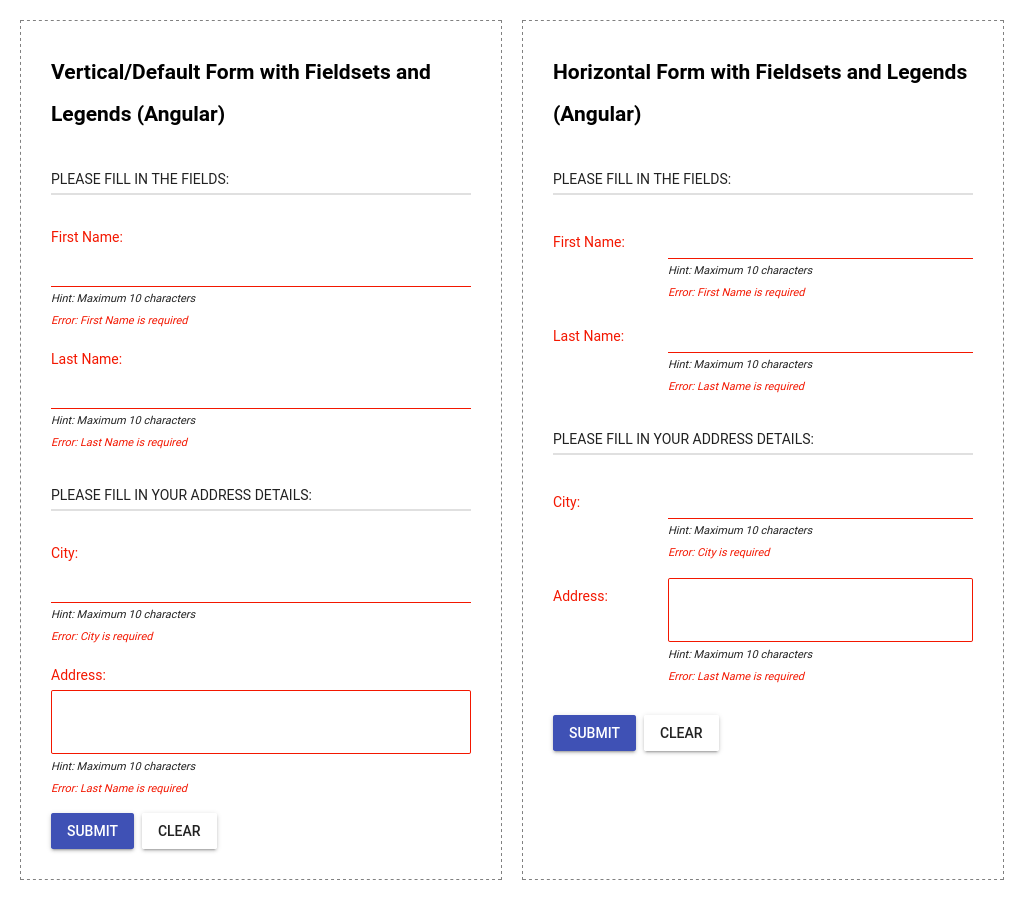 Vertical/Default Form with Fieldsets and
Legends (Angular)
PLEASE FILL IN THE FIELDS:
First Name:
Hint: Maximum 10 characters
Error: First Name is required
Last Name:
Hint: Maximum 10 characters
Error: Last Name is required
PLEASE FILL IN YOUR ADDRESS DETAILS:
City:
Hint: Maximum 10 characters
Error: City is required
Address:
Hint: Maximum 10 characters
Error: Last Name is required
SUBMIT CLEAR
Horizontal Form with Fieldsets and Legends
(Angular)
PLEASE FILL IN THE FIELDS:
First Name:
Hint: Maximum 10 characters
Error: First Name is required
Last Name:
Hint: Maximum 10 characters
Error: Last Name is required
PLEASE FILL IN YOUR ADDRESS DETAILS:
City:
Hint: Maximum 10 characters
Error: City is required
Address:
Hint: Maximum 10 characters
Error: Last Name is required
SUBMIT CLEAR